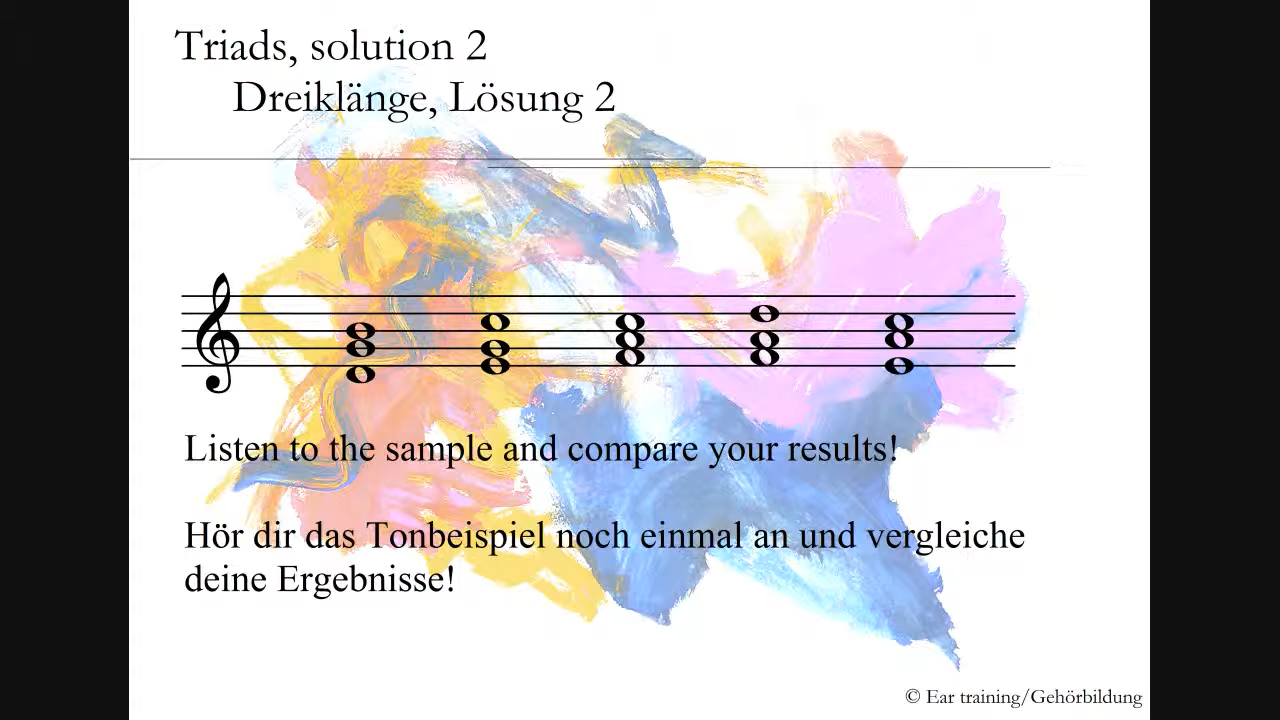 Triads, solution 2
Dreiklänge, Lösung 2
Listen to the sample and compare your results!
Hör dir das Tonbeispiel noch einmal an und vergleiche
deine Ergebnisse!
© Ear training/Gehörbildung